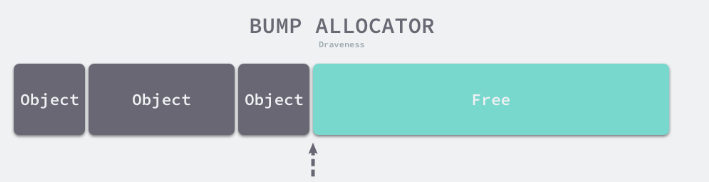 BUMP ALLOCATOR
Draveness
Object
Object
Object
Free